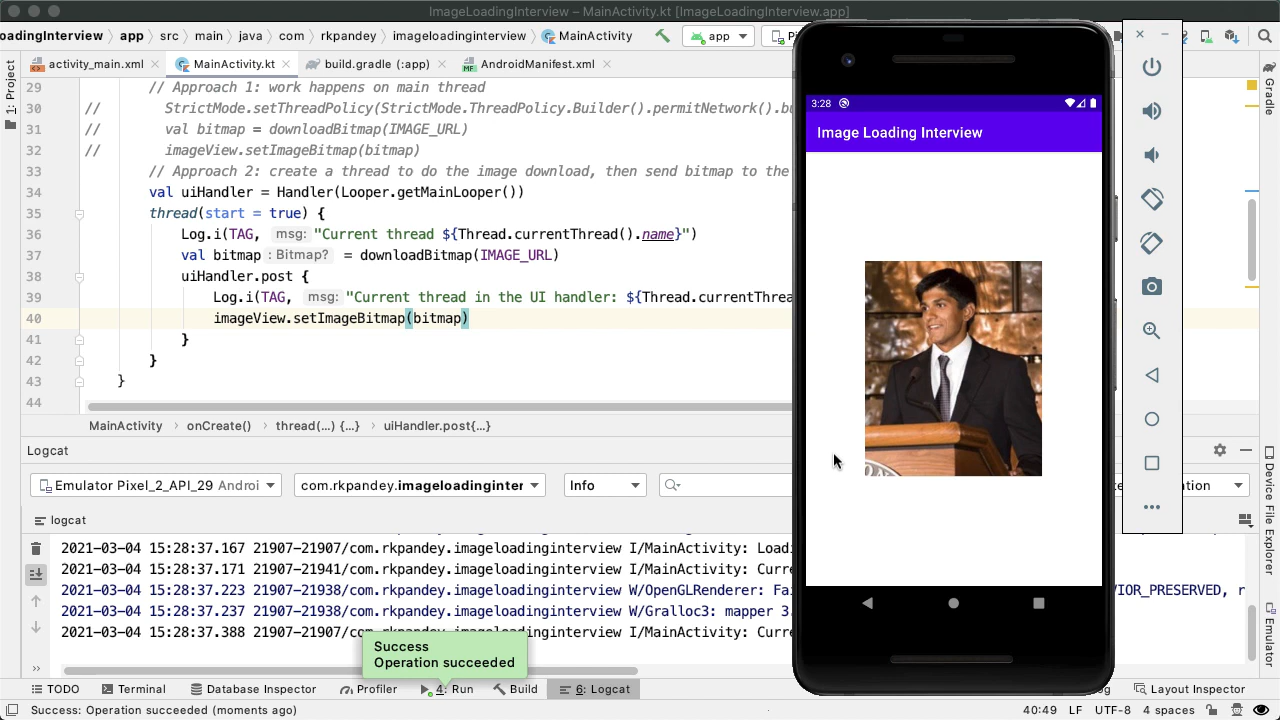 ImageLoadingInterview – MainActivity.kt [ImageLoadingInterview.app]
oadingInterview app src main java com rkpandey imageloadinginterview MainActivity app
activity_main.xml MainActivity.kt build.gradle (:app) AndroidManifest.xml
1: Project
Gradle
29 // Approach 1: work happens on main thread
30 // StrictMode.setThreadPolicy(StrictMode.ThreadPolicy.Builder().permitNetwork().bu
31 // val bitmap = downloadBitmap(IMAGE_URL)
32 // imageView.setImageBitmap(bitmap)
33 // Approach 2: create a thread to do the image download, then send bitmap to the
34 val uiHandler = Handler(Looper.getMainLooper())
35 thread(start = true) {
36 Log.i(TAG, msg: "Current thread ${Thread.currentThread().name}")
37 val bitmap : Bitmap? = downloadBitmap(IMAGE_URL)
38 uiHandler.post {
39 Log.i(TAG, msg: "Current thread in the UI handler: ${Thread.currentThrea
40 imageView.setImageBitmap(bitmap)
41 }
42 }
43 }
44
MainActivity onCreate() thread(...) {...} uiHandler.post{...}
3:28
Image Loading Interview
Logcat
Emulator Pixel_2_API_29 Androi com.rkpandey.imageloadinginter Info
logcat
2021-03-04 15:28:37.167 21907-21907/com.rkpandey.imageloadinginterview I/MainActivity: Loadi
2021-03-04 15:28:37.171 21907-21941/com.rkpandey.imageloadinginterview I/MainActivity: Curre
2021-03-04 15:28:37.223 21907-21938/com.rkpandey.imageloadinginterview W/OpenGLRenderer: Fai
VIOR_PRESERVED, r
2021-03-04 15:28:37.237 21907-21938/com.rkpandey.imageloadinginterview W/Gralloc3: mapper 3.
2021-03-04 15:28:37.388 21907-21907/com.rkpandey.imageloadinginterview I/MainActivity: Curre
Device File Explorer
Emulator
Success
Operation succeeded
TODO Terminal Database Inspector Profiler 4: Run Build 6: Logcat Layout Inspector
Success: Operation succeeded (moments ago) 40:49 LF UTF-8 4 spaces